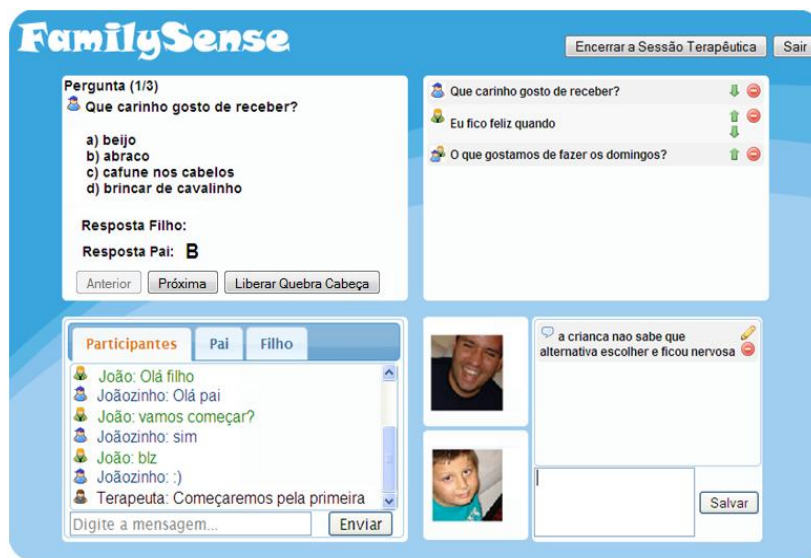 FamilySense
Encerrar a Sessão Terapêutica
Sair
Pergunta (1/3)
Que carinho gosto de receber?
a) beijo
b) abraco
c) cafune nos cabelos
d) brincar de cavalinho
Resposta Filho:
Resposta Pai: B
Anterior
Próxima
Liberar Quebra Cabeça
Que carinho gosto de receber?
Eu fico feliz quando
O que gostamos de fazer os domingos?
Participantes
Pai
Filho
João: Olá filho
Joãozinho: Olá pai
João: vamos começar?
Joãozinho: sim
João: blz
Joãozinho: :)
Terapeuta: Começaremos pela primeira
Digite a mensagem...
Enviar
a crianca nao sabe que
alternativa escolher e ficou nervosa
Salvar